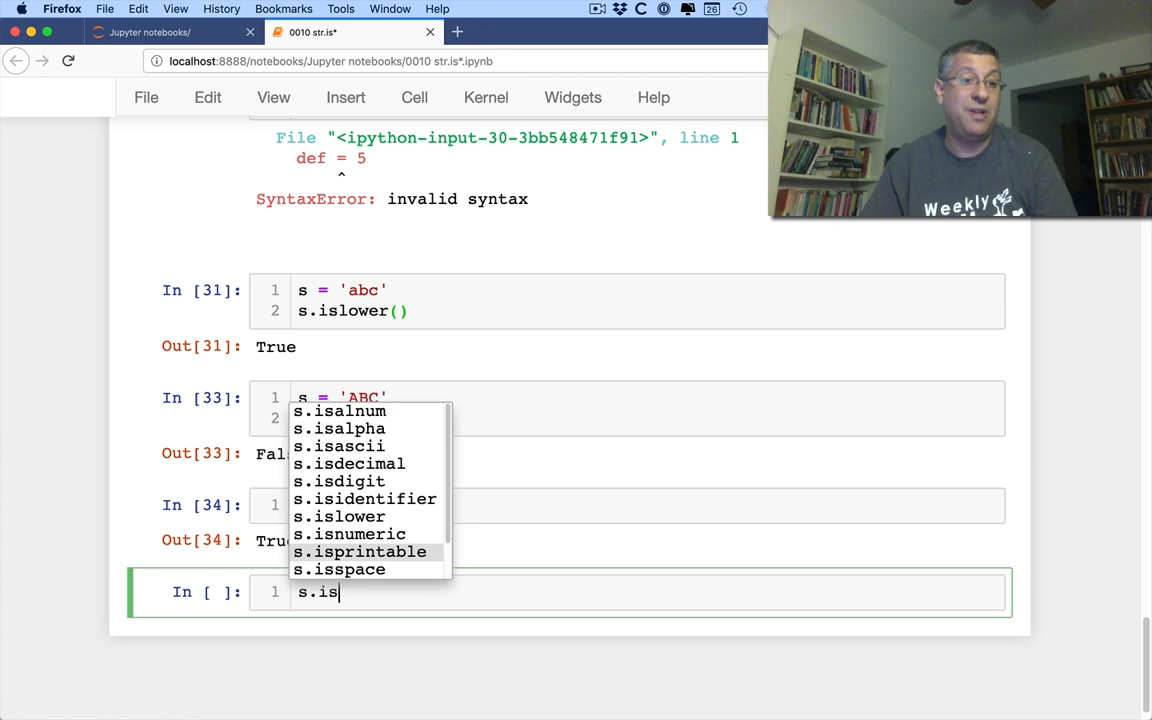 Firefox File Edit View History Bookmarks Tools Window Help 26
Jupyter notebooks/ 0010 str.is*
localhost:8888/notebooks/Jupyter notebooks/0010 str.is*.ipynb
File Edit View Insert Cell Kernel Widgets Help
File "<ipython-input-30-3bb548471f91>", line 1
def = 5
^
SyntaxError: invalid syntax
Weekly
In [31]: 1 s = 'abc'
2 s.islower()
Out[31]: True
In [33]: 1 s = 'ABC'
2
s.isalnum
s.isalpha
s.isascii
s.isdecimal
s.isdigit
s.isidentifier
s.islower
s.isnumeric
s.isprintable
s.isspace
Out[33]:
In [34]: 1
Out[34]:
In [ ]: 1 s.is